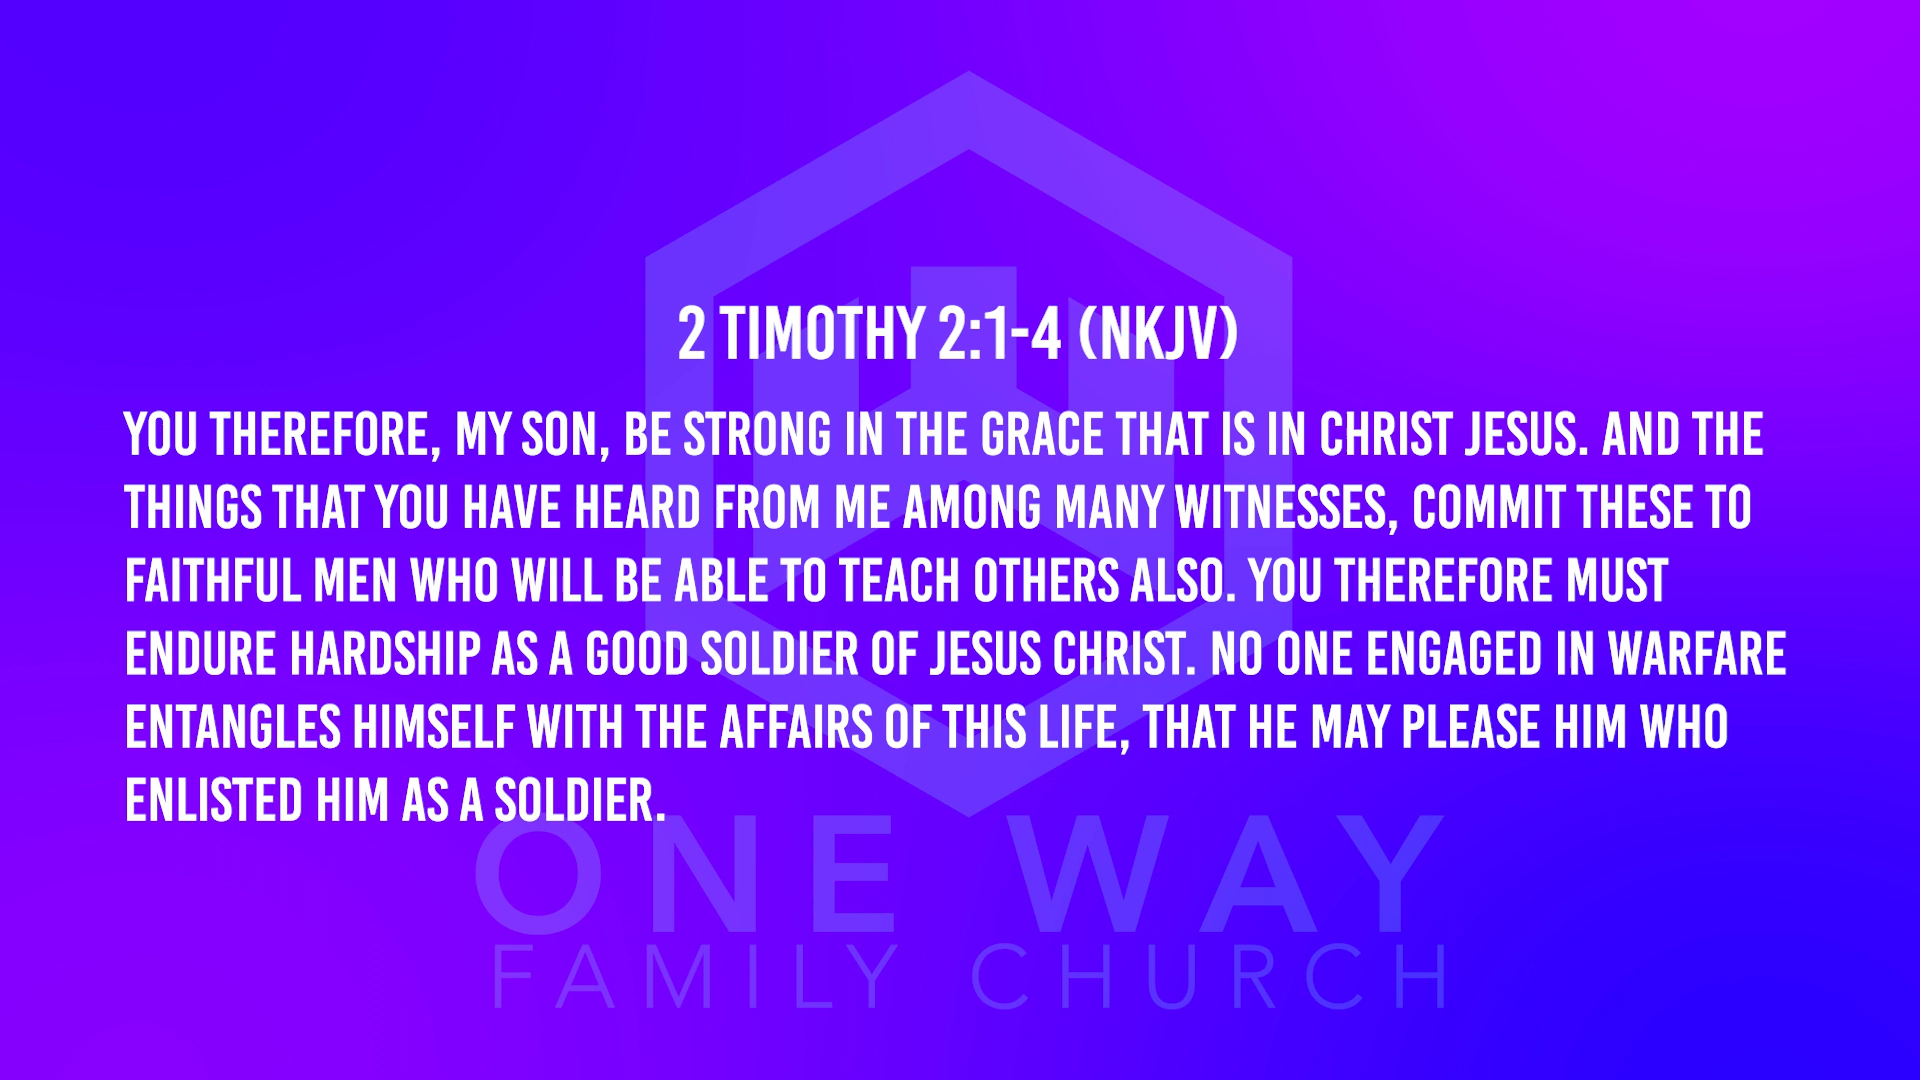 2 TIMOTHY 2:1-4 (NKJV)
YOU THEREFORE, MY SON, BE STRONG IN THE GRACE THAT IS IN CHRIST JESUS. AND THE
THINGS THAT YOU HAVE HEARD FROM ME AMONG MANY WITNESSES, COMMIT THESE TO
FAITHFUL MEN WHO WILL BE ABLE TO TEACH OTHERS ALSO. YOU THEREFORE MUST
ENDURE HARDSHIP AS A GOOD SOLDIER OF JESUS CHRIST. NO ONE ENGAGED IN WARFARE
ENTANGLES HIMSELF WITH THE AFFAIRS OF THIS LIFE, THAT HE MAY PLEASE HIM WHO
ENLISTED HIM AS A SOLDIER.
ONE WAY
FAMILY CHURCH